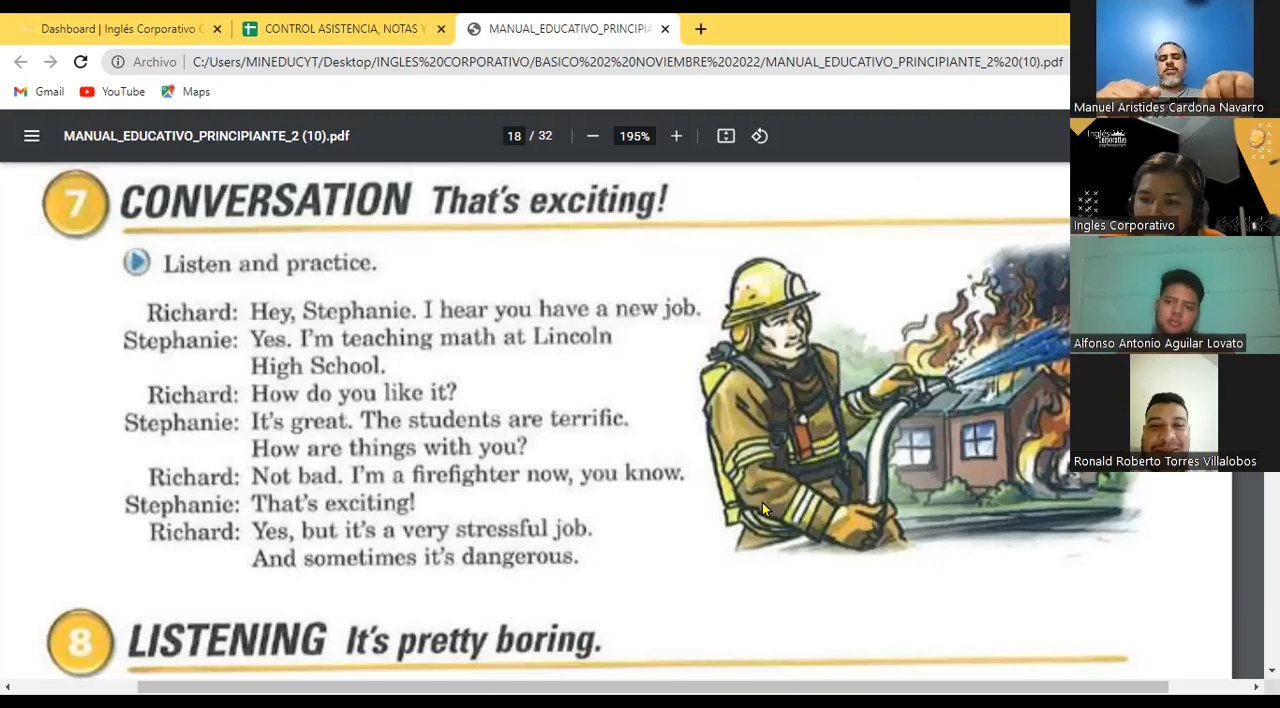 Dashboard | Inglés Corporativo C
CONTROL ASISTENCIA, NOTAS Y
MANUAL_EDUCATIVO_PRINCIPIA
Archivo
C:/Users/MINEDUCYT/Desktop/INGLES%20CORPORATIVO/BASICO%202%20NOVIEMBRE%2022/MANUAL_EDUCATIVO_PRINCIPIANTE_2%20(10).pdf
Gmail YouTube Maps
MANUAL_EDUCATIVO_PRINCIPIANTE_2 (10).pdf
18 / 32
195%
7 CONVERSATION That's exciting!
Listen and practice.
Richard: Hey, Stephanie. I hear you have a new job.
Stephanie: Yes. I'm teaching math at Lincoln
High School.
Richard: How do you like it?
Stephanie: It's great. The students are terrific.
How are things with you?
Richard: Not bad. I'm a firefighter now, you know.
Stephanie: That's exciting!
Richard: Yes, but it's a very stressful job.
And sometimes it's dangerous.
8 LISTENING It's pretty boring.
Manuel Aristides Cardona Navarro
Inglés
Corporativo
Ingles Corporativo
Alfonso Antonio Aguilar Lovato
Ronald Roberto Torres Villalobos